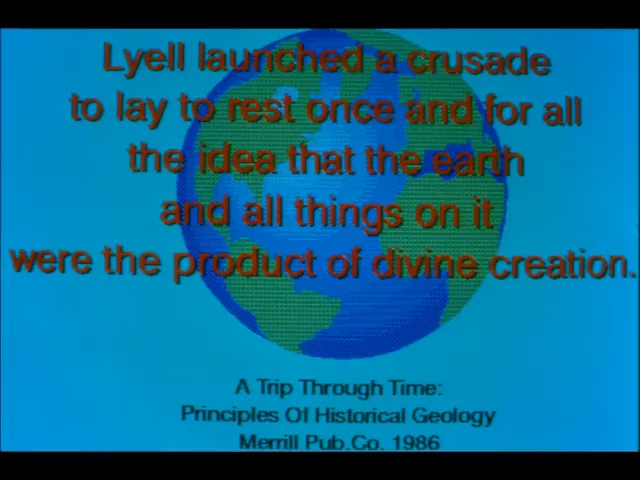 Lyell launched a crusade
to lay to rest once and for all
the idea that the earth
and all things on it
were the product of divine creation.
A Trip Through Time:
Principles Of Historical Geology
Merrill Pub.Co. 1986